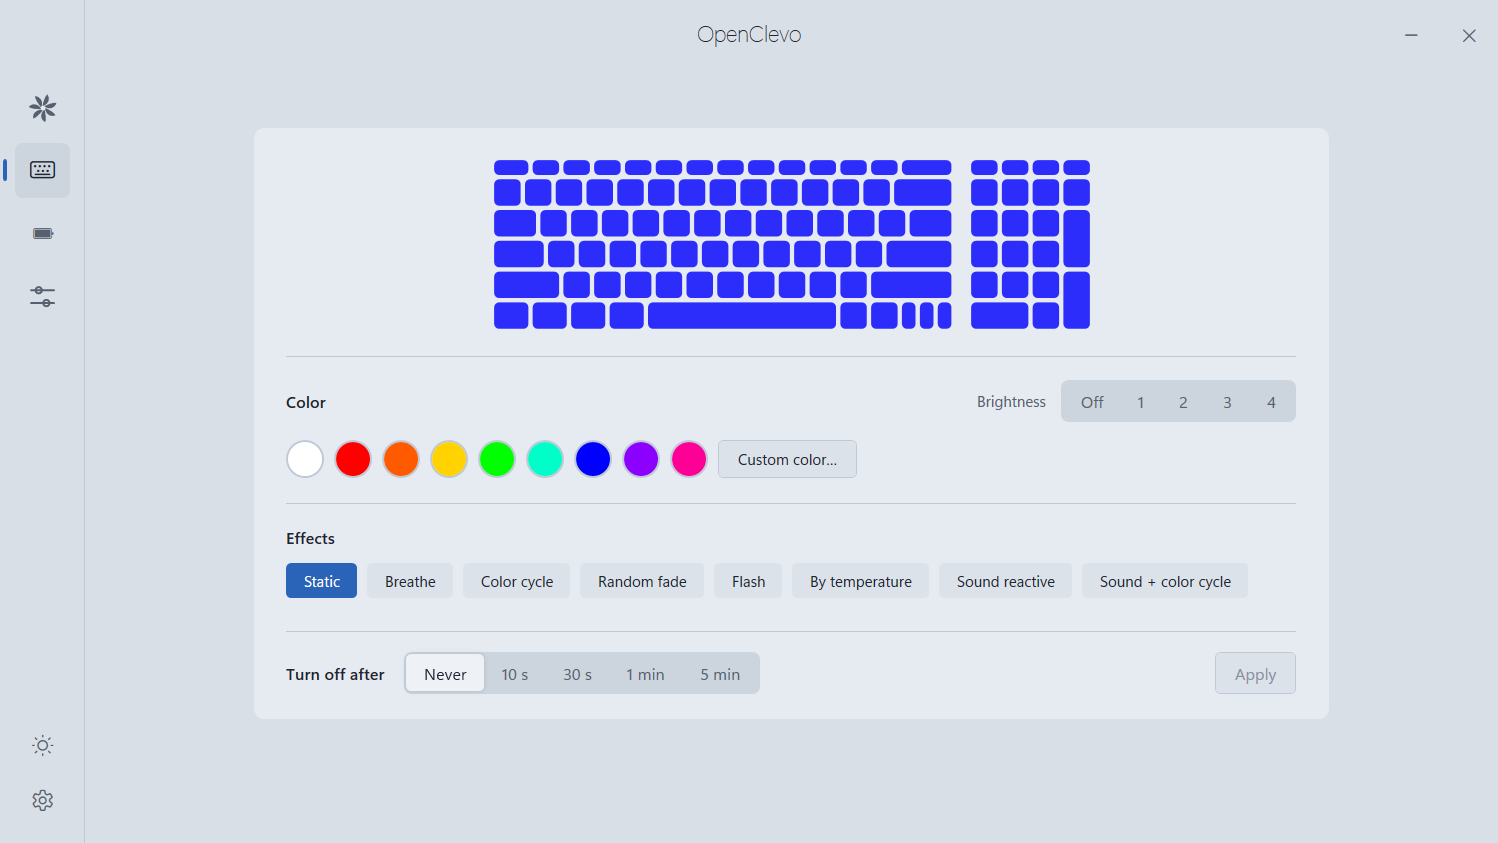 OpenClevo
Color
Brightness Off 1 2 3 4
Custom color...
Effects
Static Breathe Color cycle Random fade Flash By temperature Sound reactive Sound + color cycle
Turn off after Never 10 s 30 s 1 min 5 min Apply